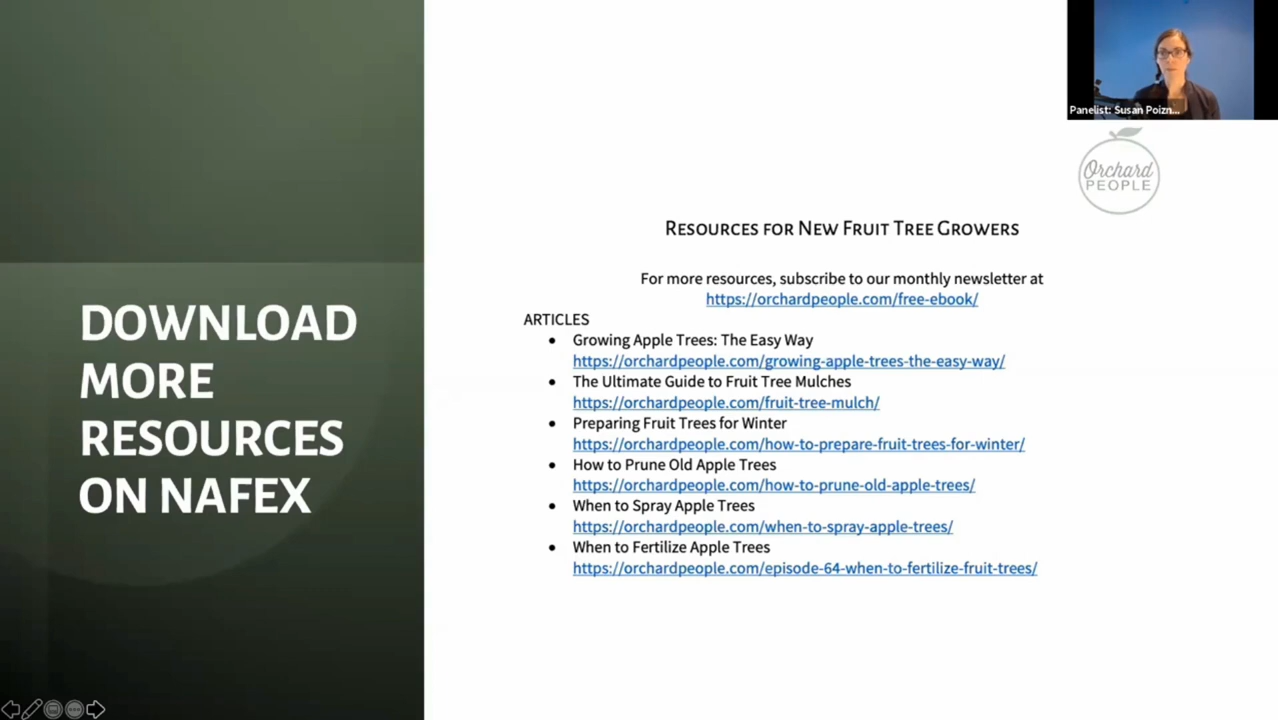 Panelist: Susan Poizn...
Orchard
PEOPLE
DOWNLOAD
MORE
RESOURCES
ON NAFEX
Resources for New Fruit Tree Growers
For more resources, subscribe to our monthly newsletter at
https://orchardpeople.com/free-ebook/
ARTICLES
• Growing Apple Trees: The Easy Way
https://orchardpeople.com/growing-apple-trees-the-easy-way/
• The Ultimate Guide to Fruit Tree Mulches
https://orchardpeople.com/fruit-tree-mulch/
• Preparing Fruit Trees for Winter
https://orchardpeople.com/how-to-prepare-fruit-trees-for-winter/
• How to Prune Old Apple Trees
https://orchardpeople.com/how-to-prune-old-apple-trees/
• When to Spray Apple Trees
https://orchardpeople.com/when-to-spray-apple-trees/
• When to Fertilize Apple Trees
https://orchardpeople.com/episode-64-when-to-fertilize-fruit-trees/